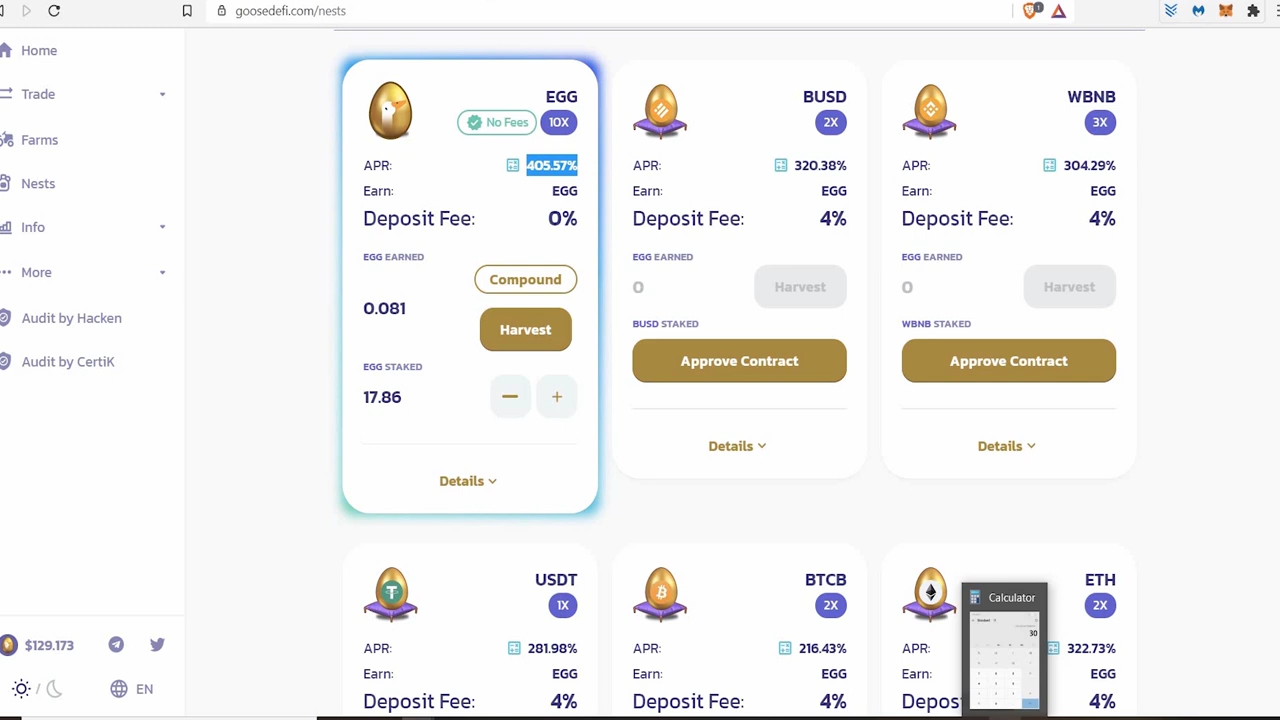 goosedefi.com/nests
1
Home
Trade
Farms
Nests
Info
More
Audit by Hacken
Audit by CertiK
$129.173
/
EN
EGG
No Fees
10X
APR:
405.57%
Earn:
EGG
Deposit Fee:
0%
EGG EARNED
Compound
0.081
Harvest
EGG STAKED
17.86
Details
BUSD
2X
APR:
320.38%
Earn:
EGG
Deposit Fee:
4%
EGG EARNED
0
Harvest
BUSD STAKED
Approve Contract
Details
WBNB
3X
APR:
304.29%
Earn:
EGG
Deposit Fee:
4%
EGG EARNED
0
Harvest
WBNB STAKED
Approve Contract
Details
USDT
1X
APR:
281.98%
Earn:
EGG
Deposit Fee:
4%
BTCB
2X
APR:
216.43%
Earn:
EGG
Deposit Fee:
4%
ETH
2X
APR:
322.73%
Earn:
EGG
Depos
4%
Calculator
Standard
30